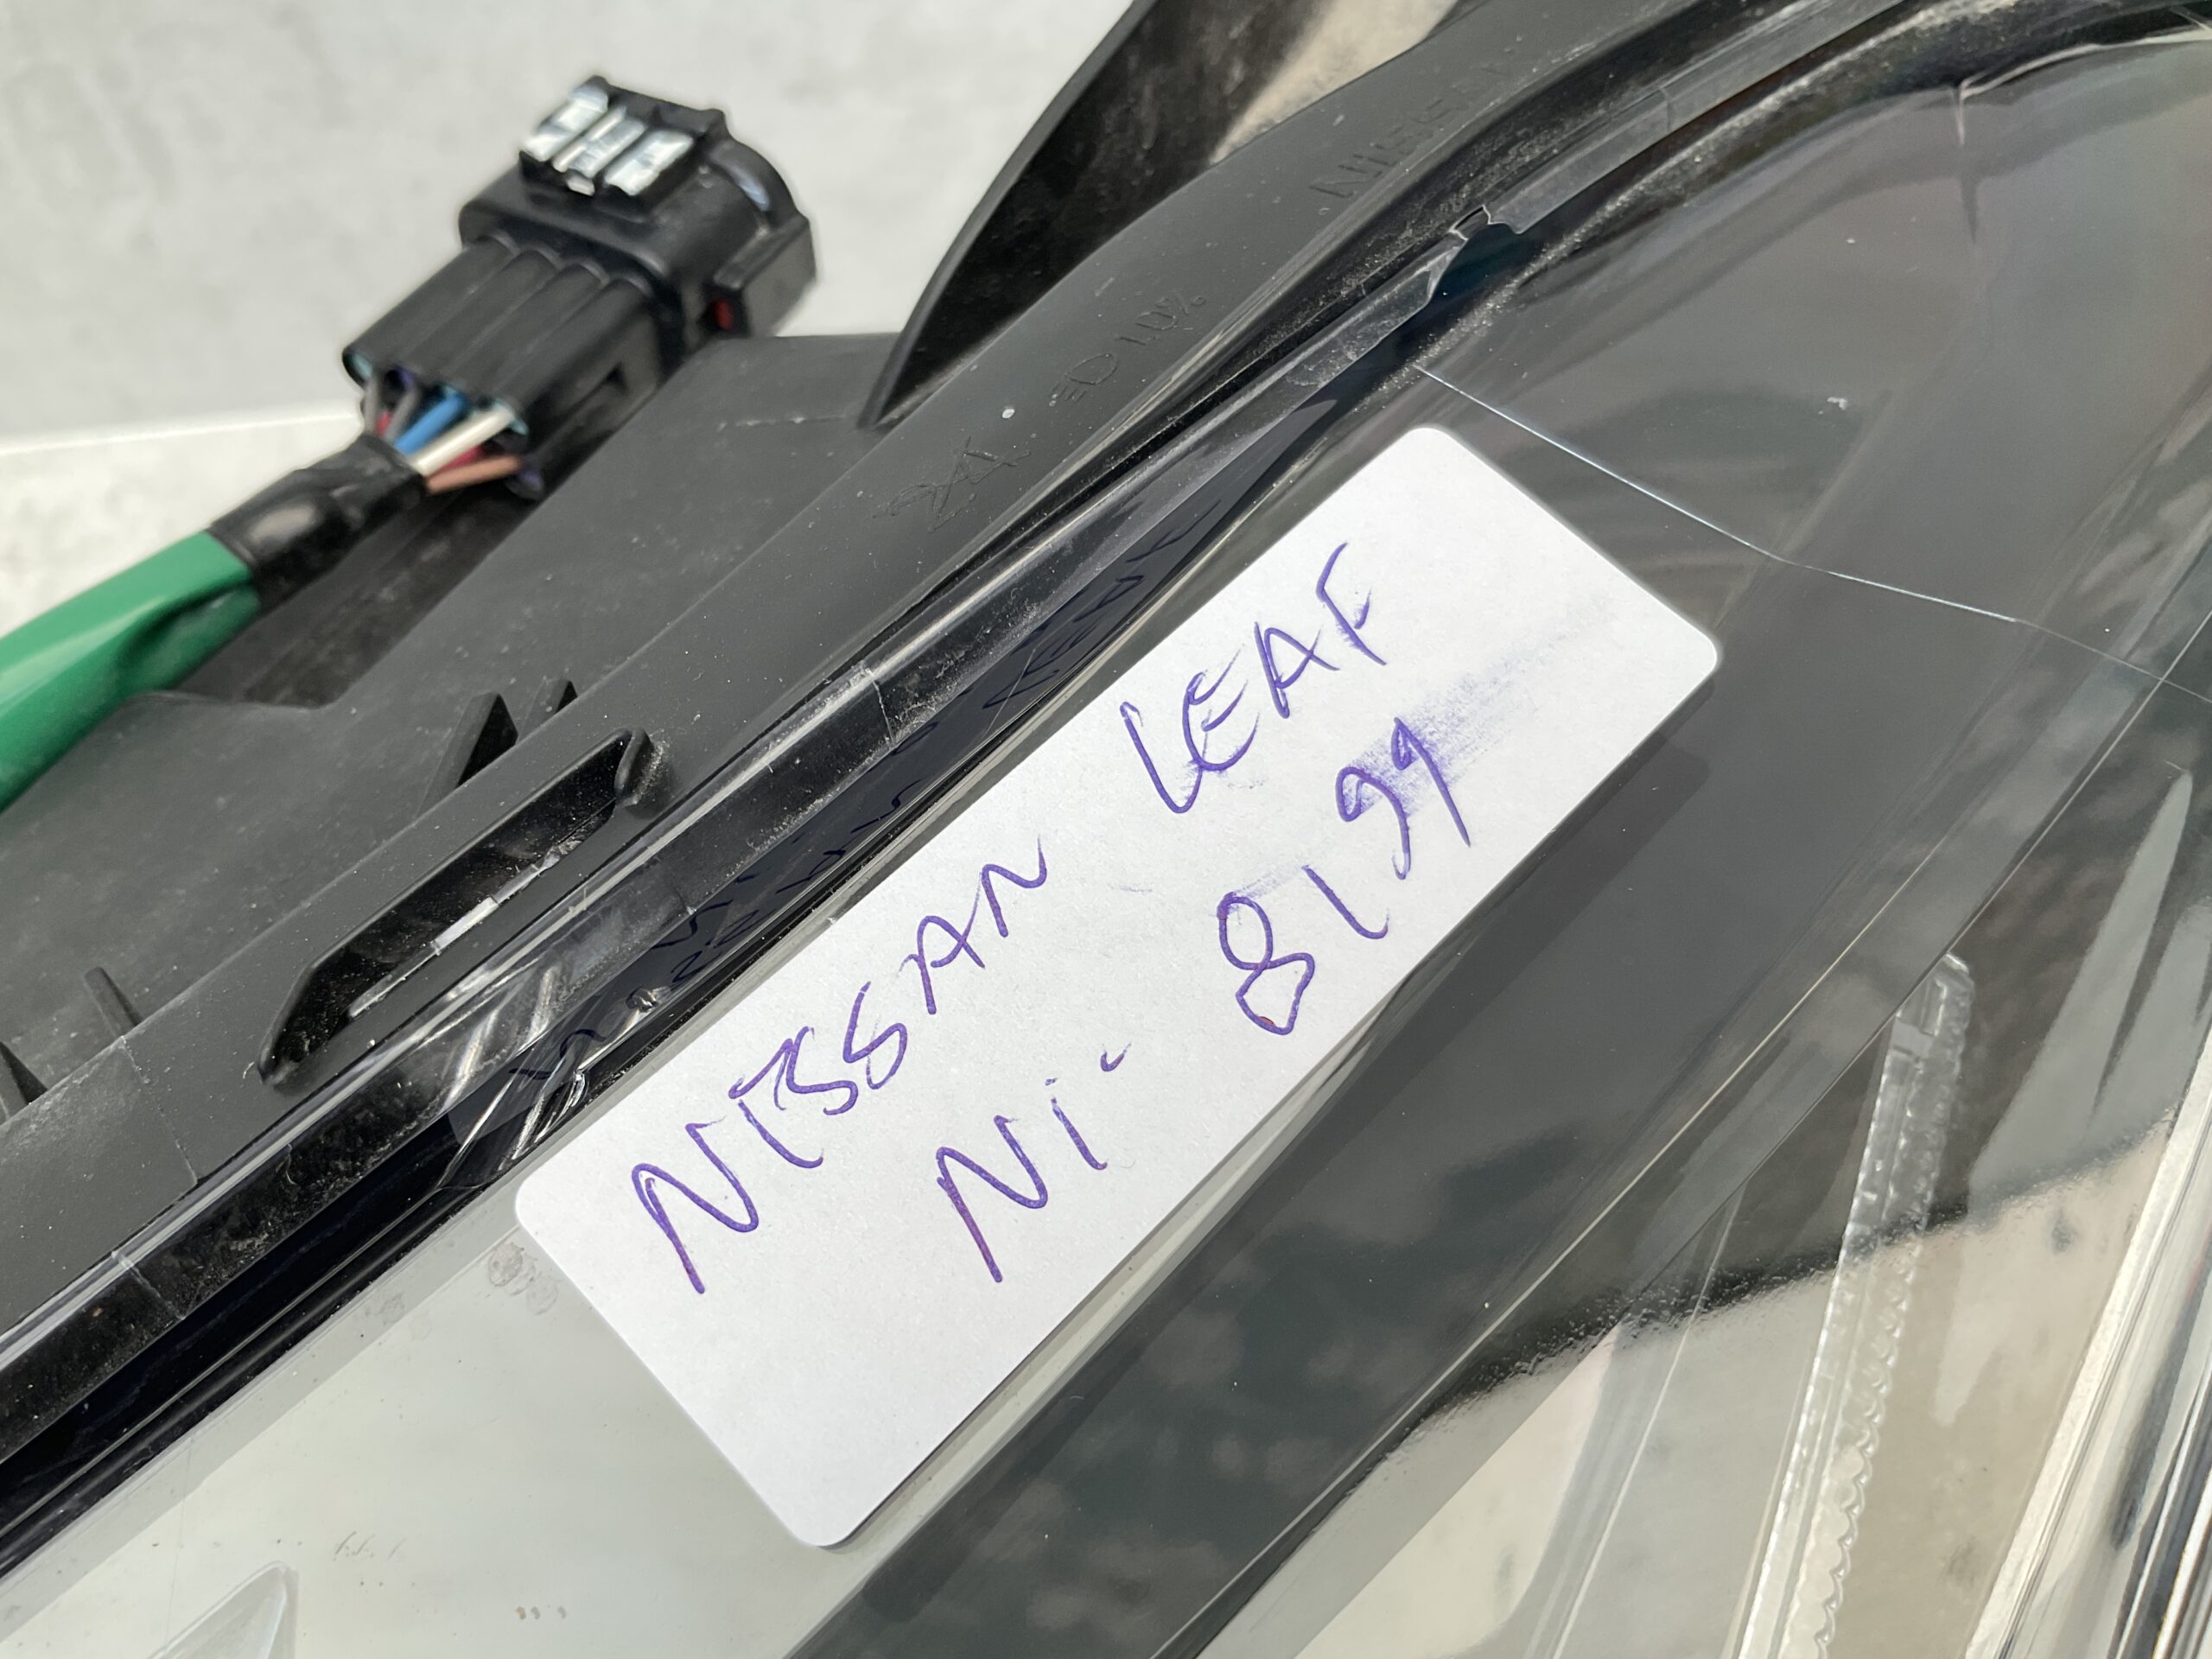 NISSAN LEAF
Ni- 8199